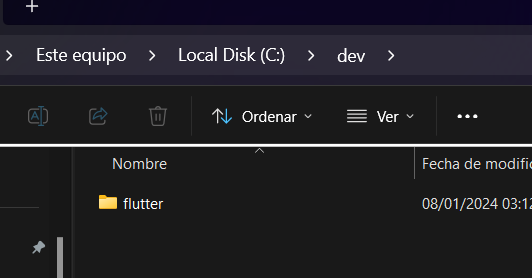 Este equipo > Local Disk (C:) > dev >
Ordenar Ver
Nombre Fecha de modific
flutter 08/01/2024 03:12